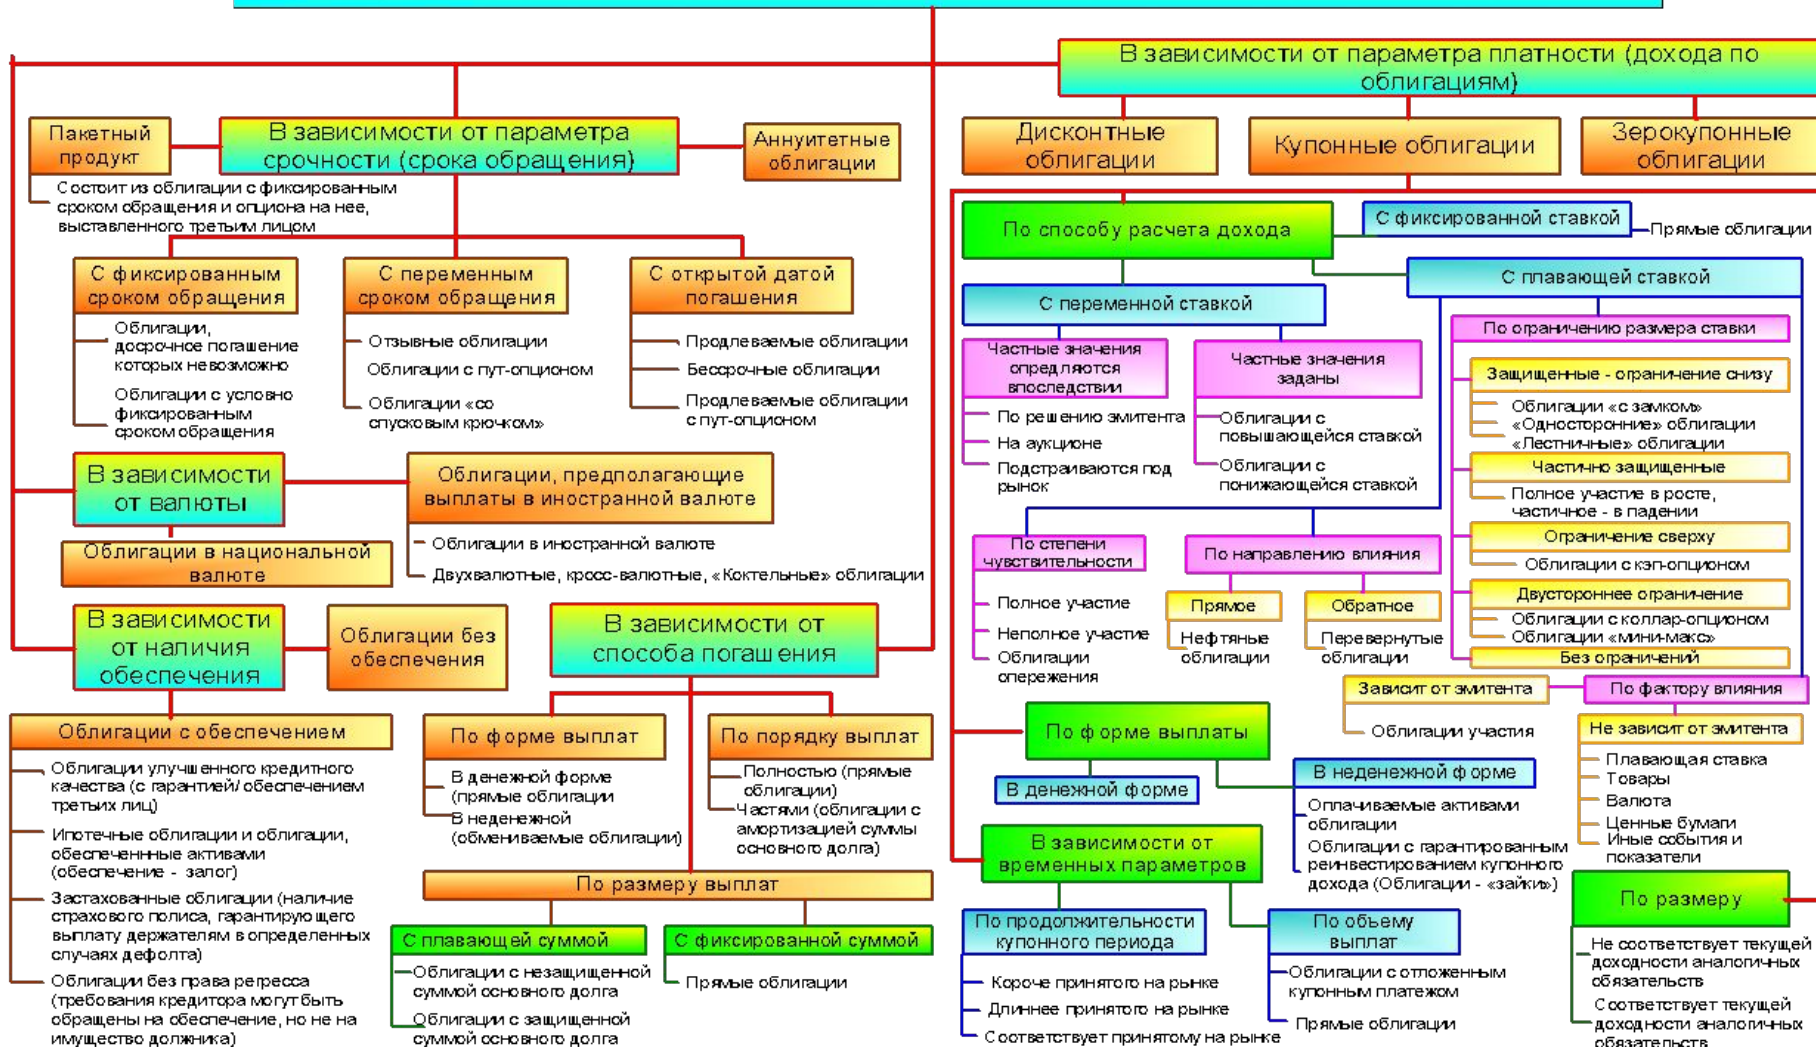 В зависимости от параметра платности (дохода по
облигациям)
Пакетный
продукт
В зависимости от параметра
срочности (срока обращения)
Аннуитетные
облигации
Дисконтные
облигации
Купонные облигации
Зерокупонные
облигации
Состоит из облигации с фиксированным
сроком обращения и опциона на нее,
выставленного третьим лицом
С фиксированным
сроком обращения
С переменным
сроком обращения
С открытой датой
погашения
Облигации,
досрочное погашение
которых невозможно
Облигации с условно
фиксированным
сроком обращения
Отзывные облигации
Облигации с пут-опционом
Облигации «со
спусковым крючком»
Продлеваемые облигации
Бессрочные облигации
Продлеваемые облигации
с пут-опционом
По способу расчета дохода
С фиксированной ставкой
Прямые облигации
С плавающей ставкой
С переменной ставкой
Частные значения
опредляются
впоследствии
По решению эмитента
На аукционе
Подстраиваются под
рынок
Частные значения
заданы
Облигации с
повышающейся ставкой
Облигации с
понижающейся ставкой
По ограничению размера ставки
Защищенные - ограничение снизу
Облигации «с замком»
«Односторонние» облигации
«Лестничные» облигации
Частично защищенные
Полное участие в росте,
частичное - в падении
Ограничение сверху
Облигации с кэп-опционом
Двустороннее ограничение
Облигации с коллар-опционом
Облигации «мини-макс»
Без ограничений
В зависимости
от валюты
Облигации, предполагающие
выплаты в иностранной валюте
Облигации в национальной
валюте
Облигации в иностранной валюте
Двухвалютные, кросс-валютные, «Коктельные» облигации
По степени
чувствительности
Полное участие
Неполное участие
Облигации
опережения
По направлению влияния
Прямое
Нефтяные
облигации
Обратное
Перевернутые
облигации
В зависимости
от наличия
обеспечения
Облигации без
обеспечения
В зависимости от
способа погашения
Зависит от эмитента
Облигации участия
По фактору влияния
Не зависит от эмитента
Плавающая ставка
Товары
Валюта
Ценные бумаги
Иные события и
показатели
Облигации с обеспечением
Облигации улучшенного кредитного
качества (с гарантией/обеспечением
третьих лиц)
Ипотечные облигации и облигации,
обеспеченнные активами
(обеспечение - залог)
Застахованные облигации (наличие
страхового полиса, гарантирующего
выплату держателям в определенных
случаях дефолта)
Облигации без права регресса
(требования кредитора могут быть
обращены на обеспечение, но не на
имущество должника)
По форме выплат
В денежной форме
(прямые облигации
В неденежной
(обмениваемые облигации)
По порядку выплат
Полностью (прямые
облигации)
Частями (облигации с
амортизацией суммы
основного долга)
По размеру выплат
С плавающей суммой
Облигации с незащищенной
суммой основного долга
Облигации с защищенной
суммой основного долга
С фиксированной суммой
Прямые облигации
По форме выплаты
В денежной форме
В неденежной форме
Оплачиваемые активами
облигации
Облигации с гарантированным
реинвестированием купонного
дохода (Облигации - «зайки»)
В зависимости от
временных параметров
По продолжительности
купонного периода
Короче принятого на рынке
Длиннее принятого на рынке
Соответствует принятому на рынке
По объему
выплат
Облигации с отложенным
купонным платежом
Прямые облигации
По размеру
Не соответствует текущей
доходности аналогичных
обязательств
Соответствует текущей
доходности аналогичных
обязательств